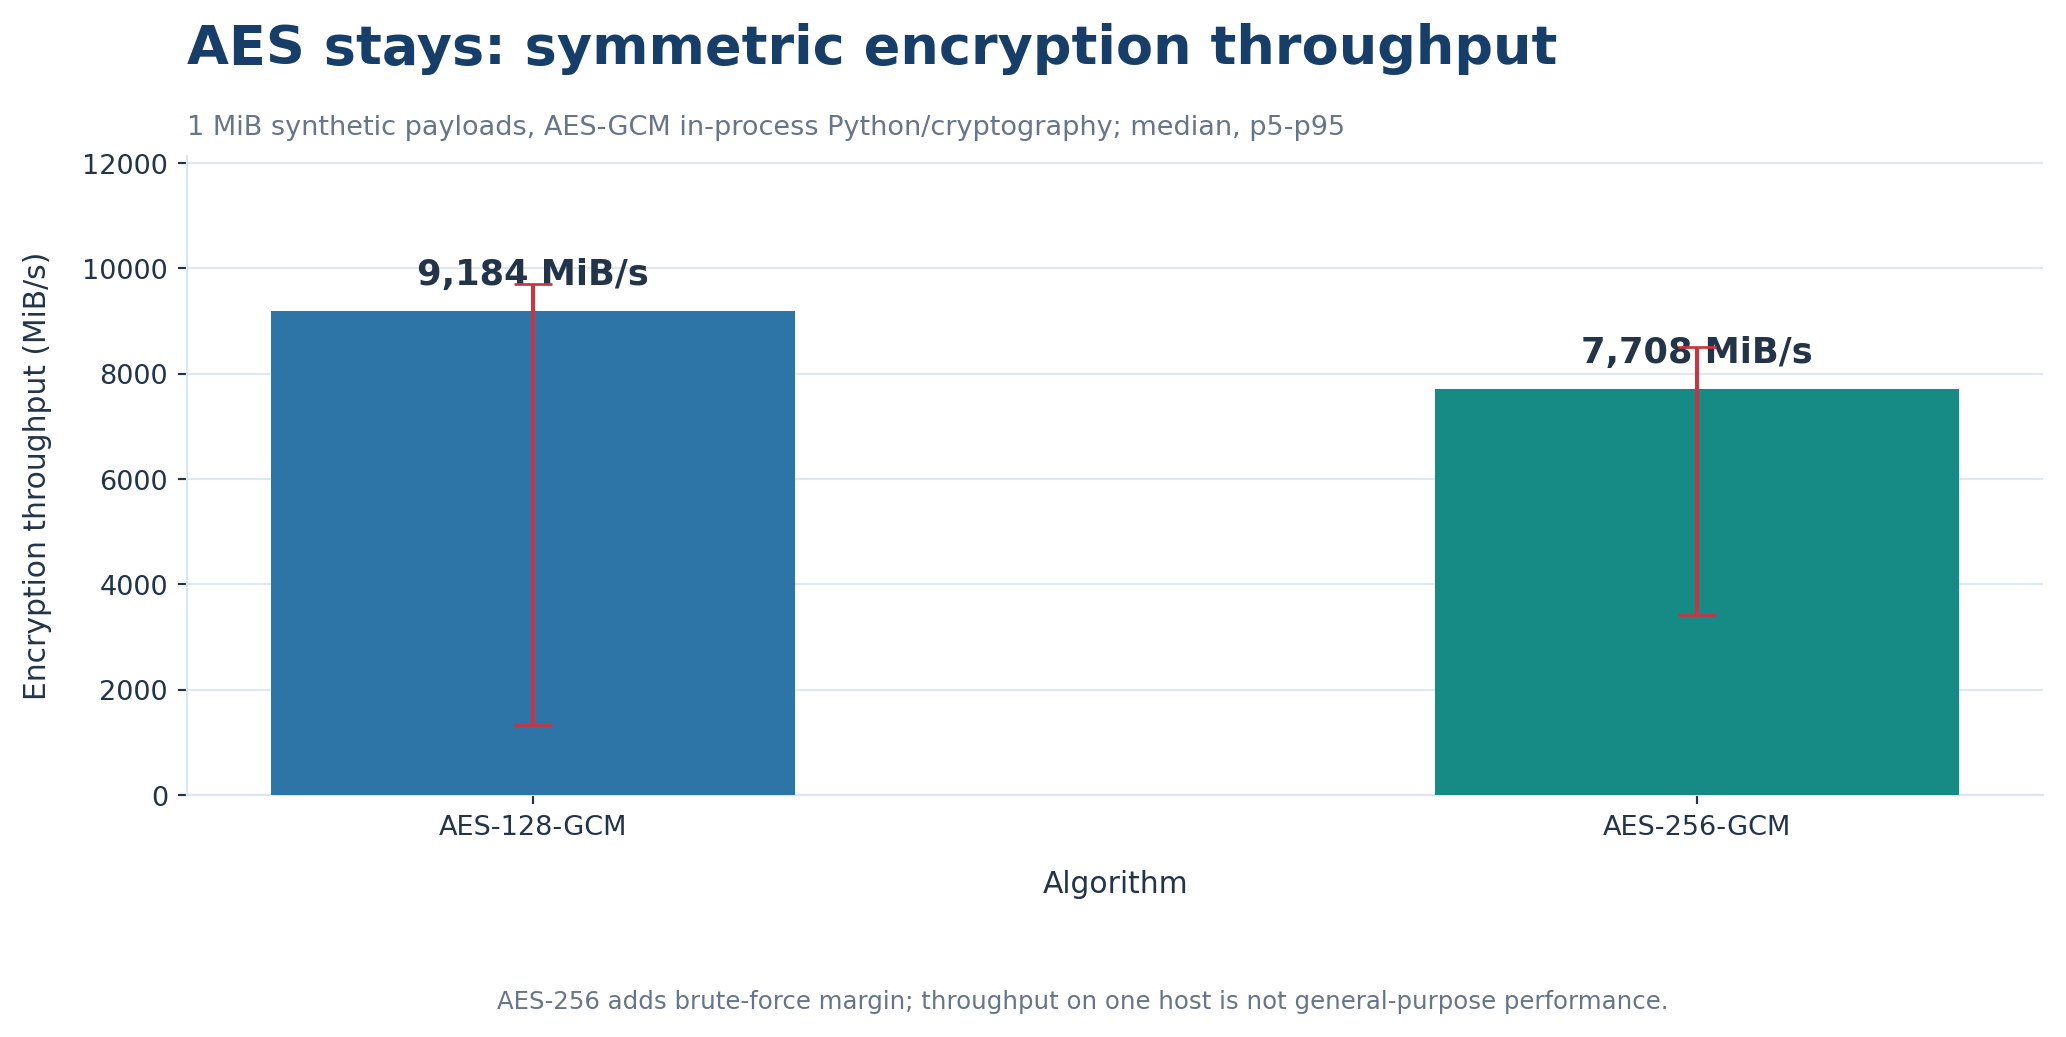 AES stays: symmetric encryption throughput
1 MiB synthetic payloads, AES-GCM in-process Python/cryptography; median, p5-p95
Encryption throughput (MiB/s)
12000
10000
8000
6000
4000
2000
0
9,184 MiB/s
7,708 MiB/s
AES-128-GCM
AES-256-GCM
Algorithm
AES-256 adds brute-force margin; throughput on one host is not general-purpose performance.